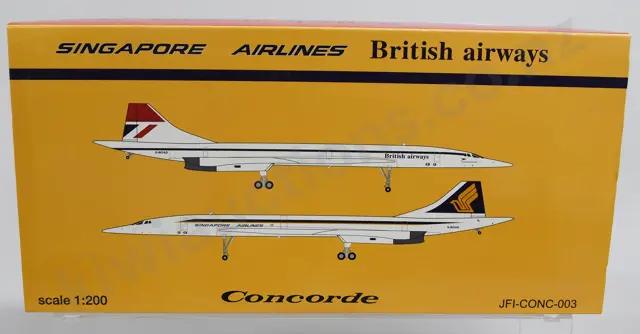 SINGAPORE AIRLINES British airways
British airways
SINGAPORE AIRLINES
scale 1:200 Concorde JFI-CONC-003